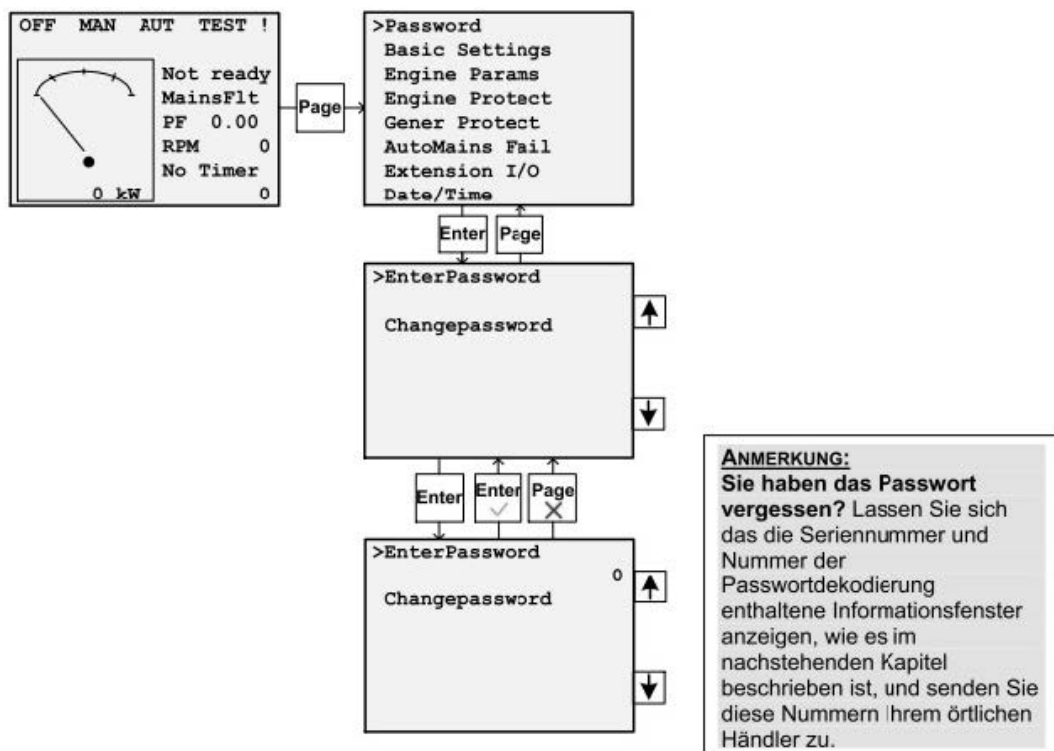 OFF MAN AUT TEST !
Not ready
MainsFlt
PF 0.00
RPM 0
No Timer
0 kW 0
Page
>Password
Basic Settings
Engine Params
Engine Protect
Gener Protect
AutoMains Fail
Extension I/O
Date/Time
Enter Page
>EnterPassword
Changepassword
Enter Enter Page
>EnterPassword
0
Changepassword
ANMERKUNG:
Sie haben das Passwort
vergessen? Lassen Sie sich
das die Seriennummer und
Nummer der
Passwortdekodierung
enthaltene Informationsfenster
anzeigen, wie es im
nachstehenden Kapitel
beschrieben ist, und senden Sie
diese Nummern Ihrem örtlichen
Händler zu.